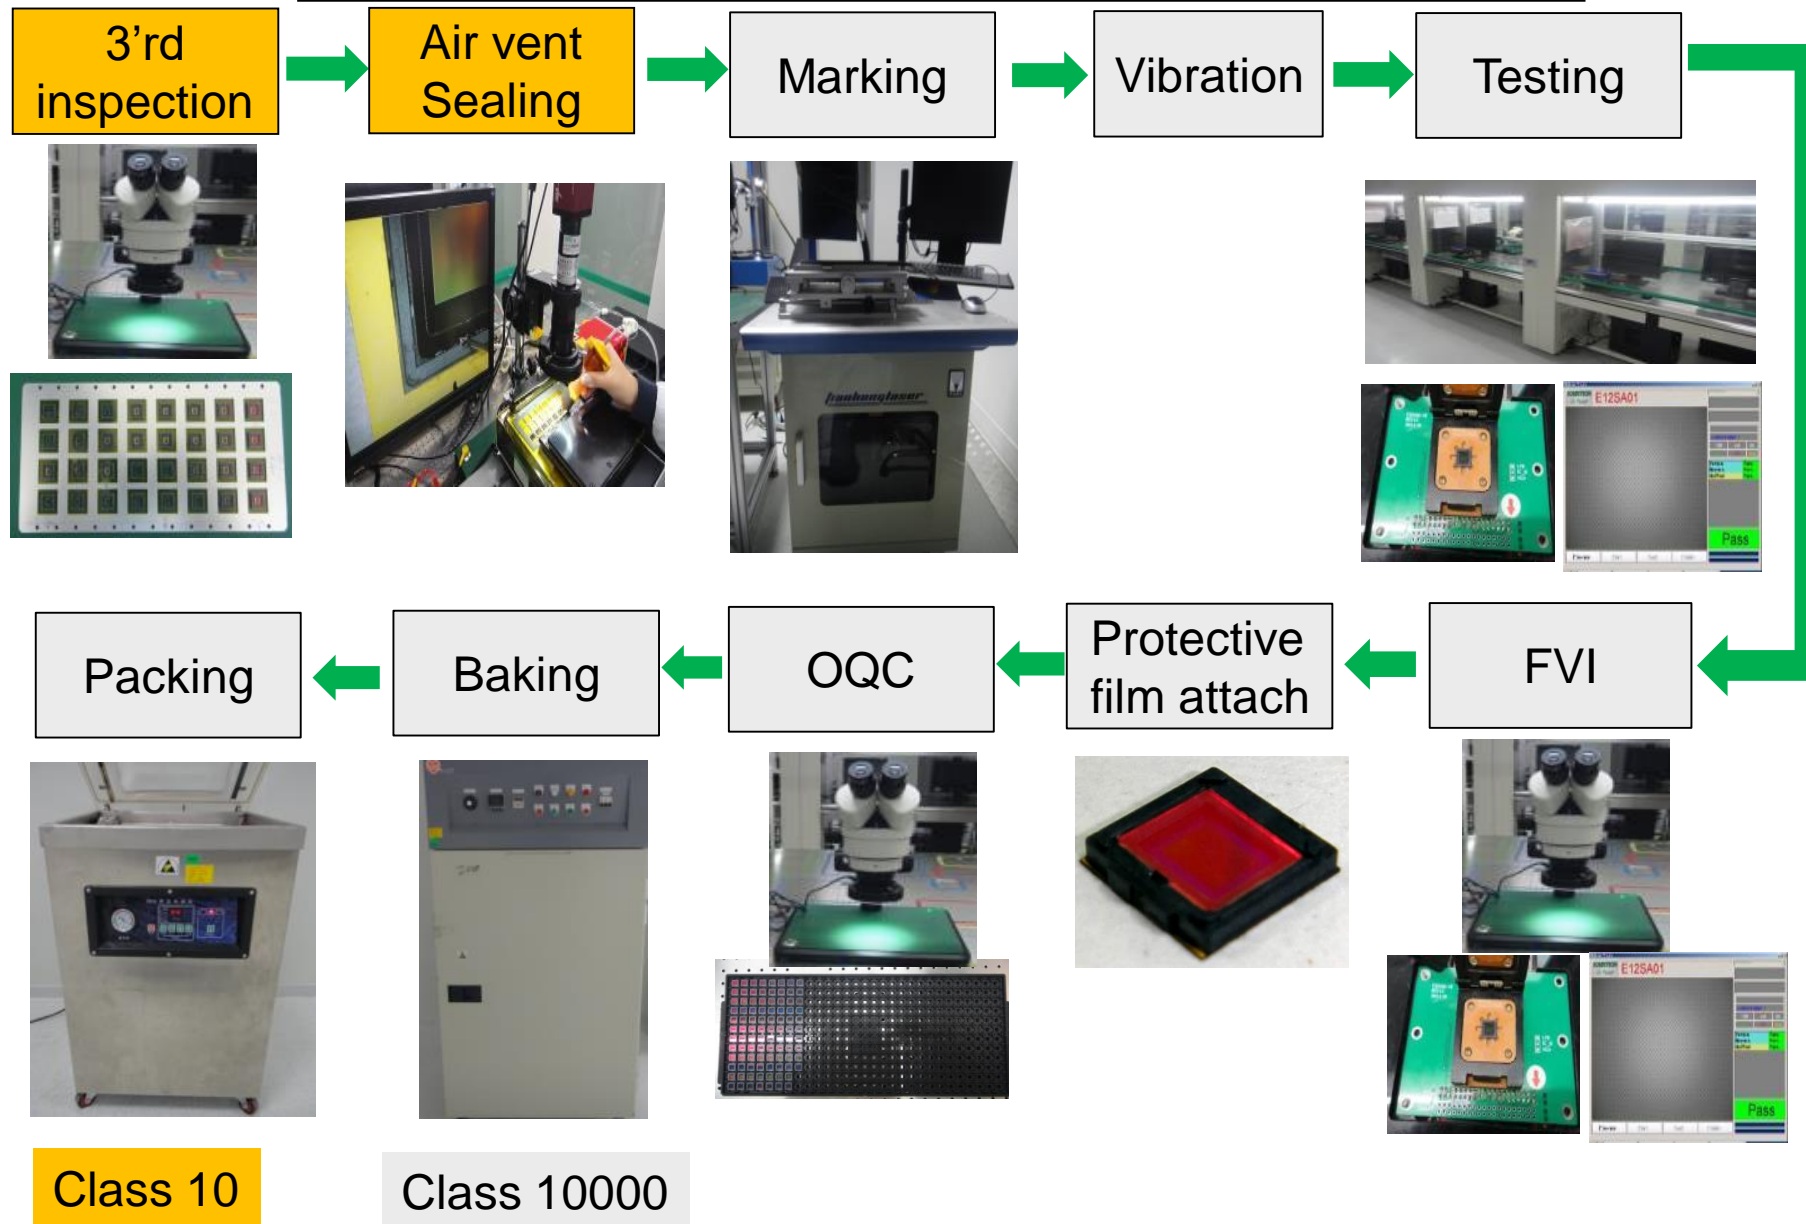 3’rd
inspection
Air vent
Sealing
Marking
Vibration
Testing
E12SA01
Pass
Packing
Baking
OQC
Protective
film attach
FVI
E12SA01
Pass
Class 10
Class 10000